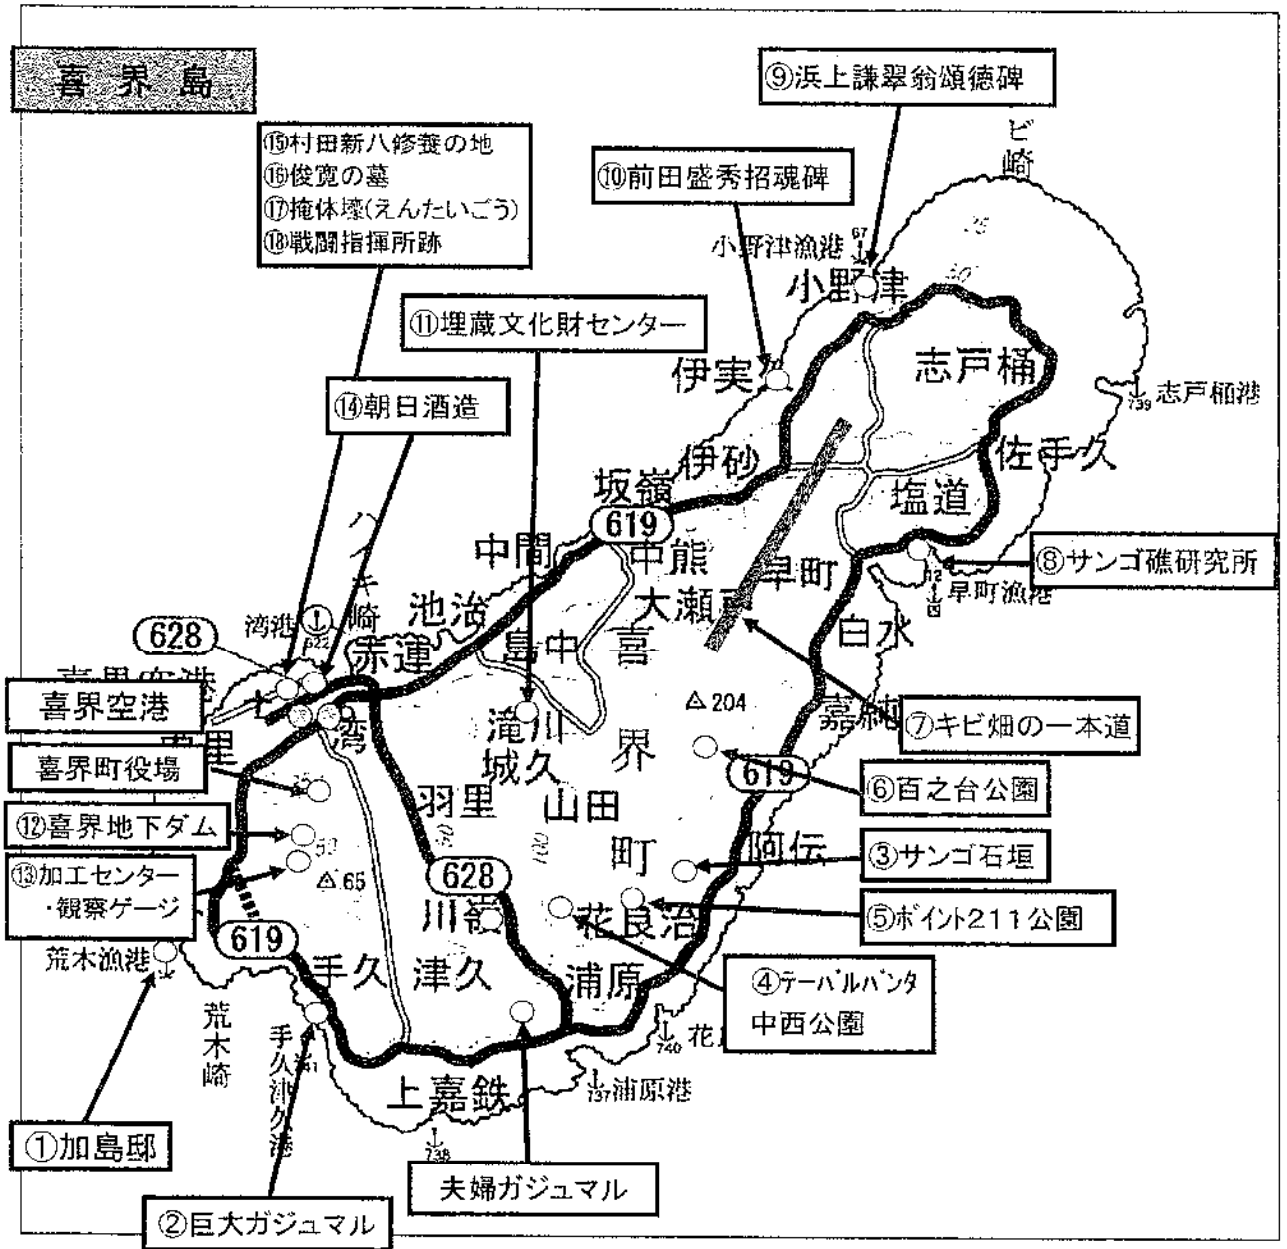 喜界島
⑨浜上謙翠翁頌徳碑
⑮村田新八修養の地
⑯俊寛の墓
⑰掩体壕(えんたいごう)
⑱戦闘指揮所跡
⑩前田盛秀招魂碑
ビ崎
小野津漁港
67
小野津
⑪埋蔵文化財センター
伊実久
志戸桶
739
志戸桶港
⑭朝日酒造
伊砂
佐手久
坂嶺
塩道
619
中間
中熊
早町
⑧サンゴ礁研究所
早町漁港
池治
大瀬戸
白水
628
湾港
622
赤連
島中
喜界町
204
嘉鈍
⑦キビ畑の一本道
喜界空港
喜界空港
湾
滝川
城久
619
⑥百之台公園
喜界町役場
羽里
山田
50
100
⑫喜界地下ダム
50
阿伝
③サンゴ石垣
⑬加工センター
・観察ゲージ
65
628
川嶺
花良治
⑤ポイント211公園
619
荒木漁港
手久津久
浦原
④テーバルバンタ
中西公園
荒木崎
手久津久港
740
737
浦原港
上嘉鉄
738
①加島邸
夫婦ガジュマル
②巨大ガジュマル